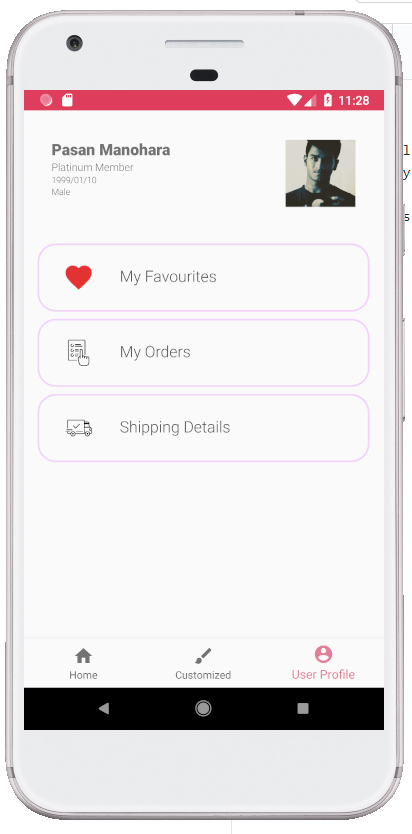 11:28
Pasan Manohara
Platinum Member
1999/01/10
Male
My Favourites
My Orders
Shipping Details
Home
Customized
User Profile
l
y
s